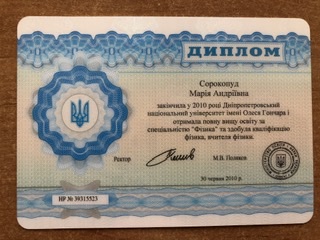 ДИПЛОМ
Сорокопуд
Марія Андріївна
закінчила у 2010 році Дніпропетровський
національний університет імені Олеся Гончара і
отримала повну вищу освіту за
спеціальністю "Фізика" та здобула кваліфікацію
фізика, вчителя фізики.
Ректор
М.В. Поляков
30 червня 2010 р.
НР № 39315523